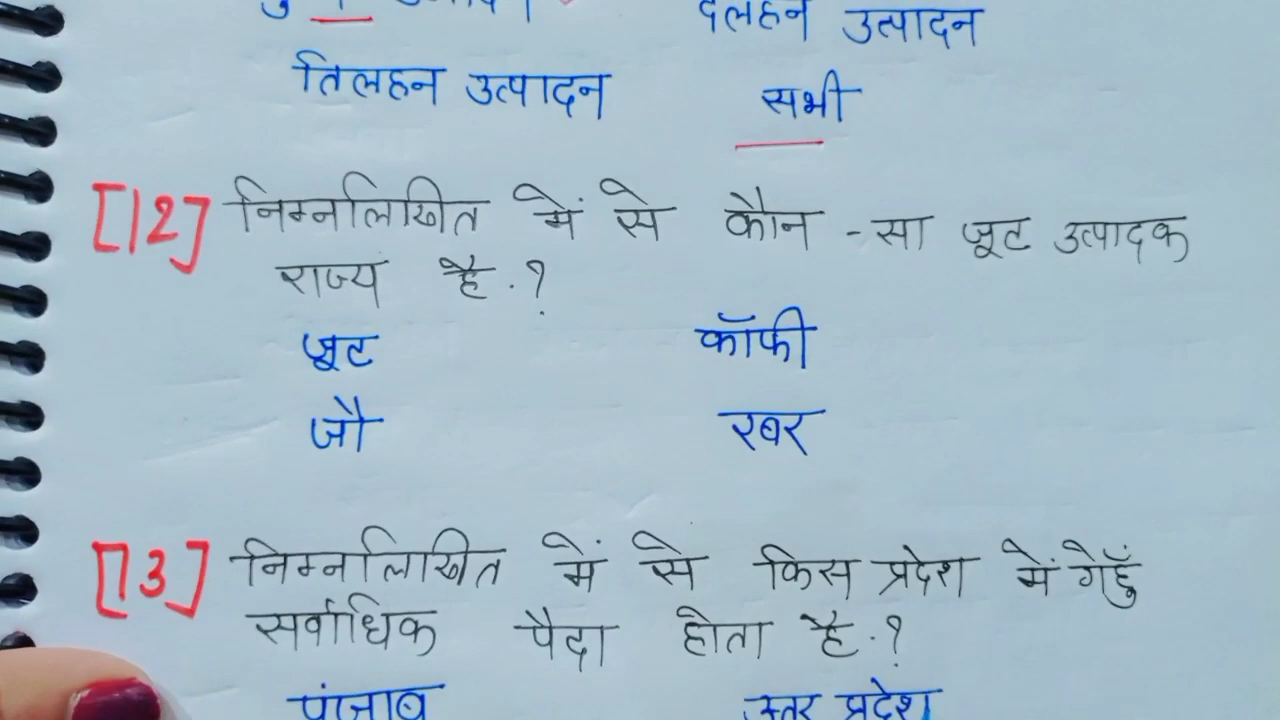 दलहन उत्पादन
तिलहन उत्पादन सभी
[12] निम्नलिखित में से कौन - सा जूट उत्पादक
राज्य है . ?
जूट कॉफी
जौ रबर
[13] निम्नलिखित में से किस प्रदेश में गेहूँ
सर्वाधिक पैदा होता है . ?
पंजाब उत्तर प्रदेश